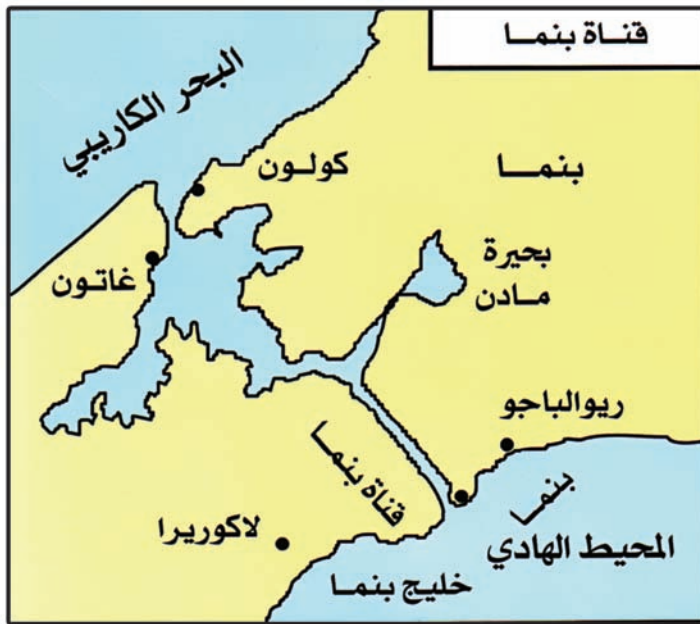 قناة بنما
البحر الكاريبي
كولون
بنما
غاتون
بحيرة
مادن
ريوالباجو
قناة بنما
بنما
لاكوريرا
المحيط الهادي
خليج بنما